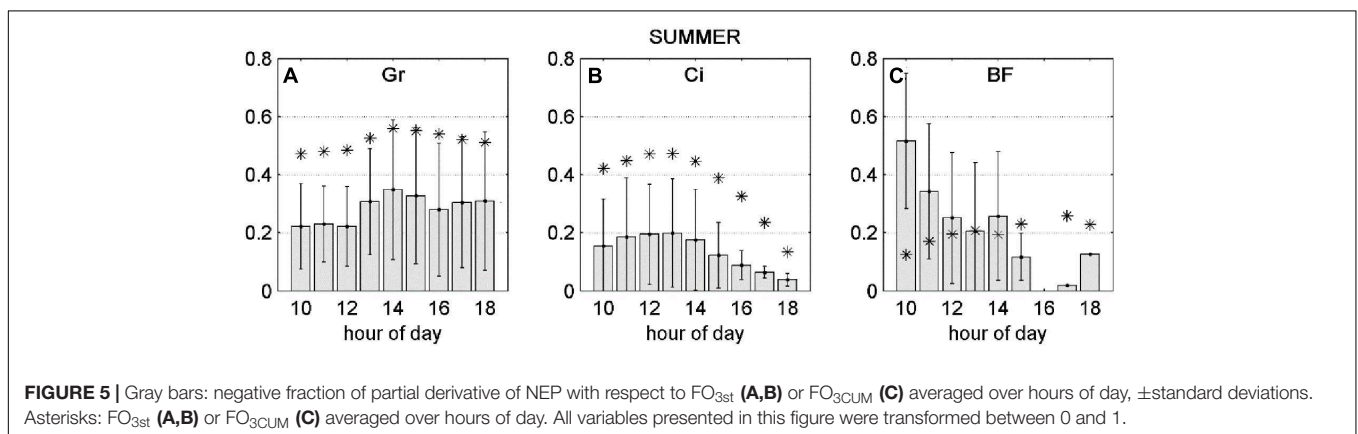 SUMMER
A Gr
0.8
0.6
0.4
0.2
0
10 12 14 16 18
hour of day
B Ci
0.8
0.6
0.4
0.2
0
10 12 14 16 18
hour of day
C BF
0.8
0.6
0.4
0.2
0
10 12 14 16 18
hour of day
FIGURE 5 | Gray bars: negative fraction of partial derivative of NEP with respect to FO3st (A,B) or FO3CUM (C) averaged over hours of day, ±standard deviations.
Asterisks: FO3st (A,B) or FO3CUM (C) averaged over hours of day. All variables presented in this figure were transformed between 0 and 1.